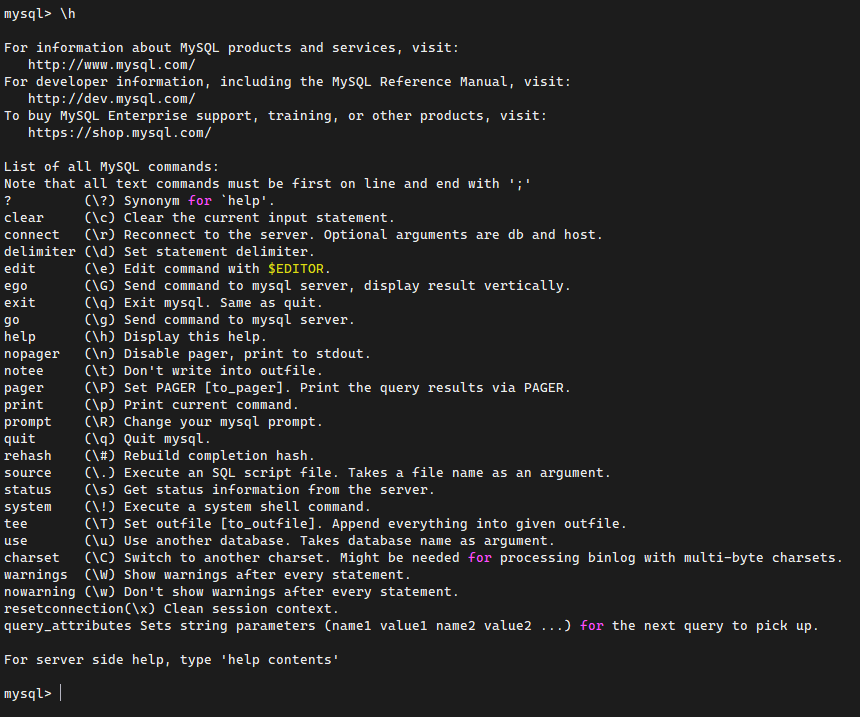 mysql> \h

For information about MySQL products and services, visit:
   http://www.mysql.com/
For developer information, including the MySQL Reference Manual, visit:
   http://dev.mysql.com/
To buy MySQL Enterprise support, training, or other products, visit:
   https://shop.mysql.com/

List of all MySQL commands:
Note that all text commands must be first on line and end with ';'
?         (\?) Synonym for `help'.
clear     (\c) Clear the current input statement.
connect   (\r) Reconnect to the server. Optional arguments are db and host.
delimiter (\d) Set statement delimiter.
edit      (\e) Edit command with $EDITOR.
ego       (\G) Send command to mysql server, display result vertically.
exit      (\q) Exit mysql. Same as quit.
go        (\g) Send command to mysql server.
help      (\h) Display this help.
nopager   (\n) Disable pager, print to stdout.
notee     (\t) Don't write into outfile.
pager     (\P) Set PAGER [to_pager]. Print the query results via PAGER.
print     (\p) Print current command.
prompt    (\R) Change your mysql prompt.
quit      (\q) Quit mysql.
rehash    (\#) Rebuild completion hash.
source    (\.) Execute an SQL script file. Takes a file name as an argument.
status    (\s) Get status information from the server.
system    (\!) Execute a system shell command.
tee       (\T) Set outfile [to_outfile]. Append everything into given outfile.
use       (\u) Use another database. Takes database name as argument.
charset   (\C) Switch to another charset. Might be needed for processing binlog with multi-byte charsets.
warnings  (\W) Show warnings after every statement.
nowarning (\w) Don't show warnings after every statement.
resetconnection(\x) Clean session context.
query_attributes Sets string parameters (name1 value1 name2 value2 ...) for the next query to pick up.

For server side help, type 'help contents'

mysql>